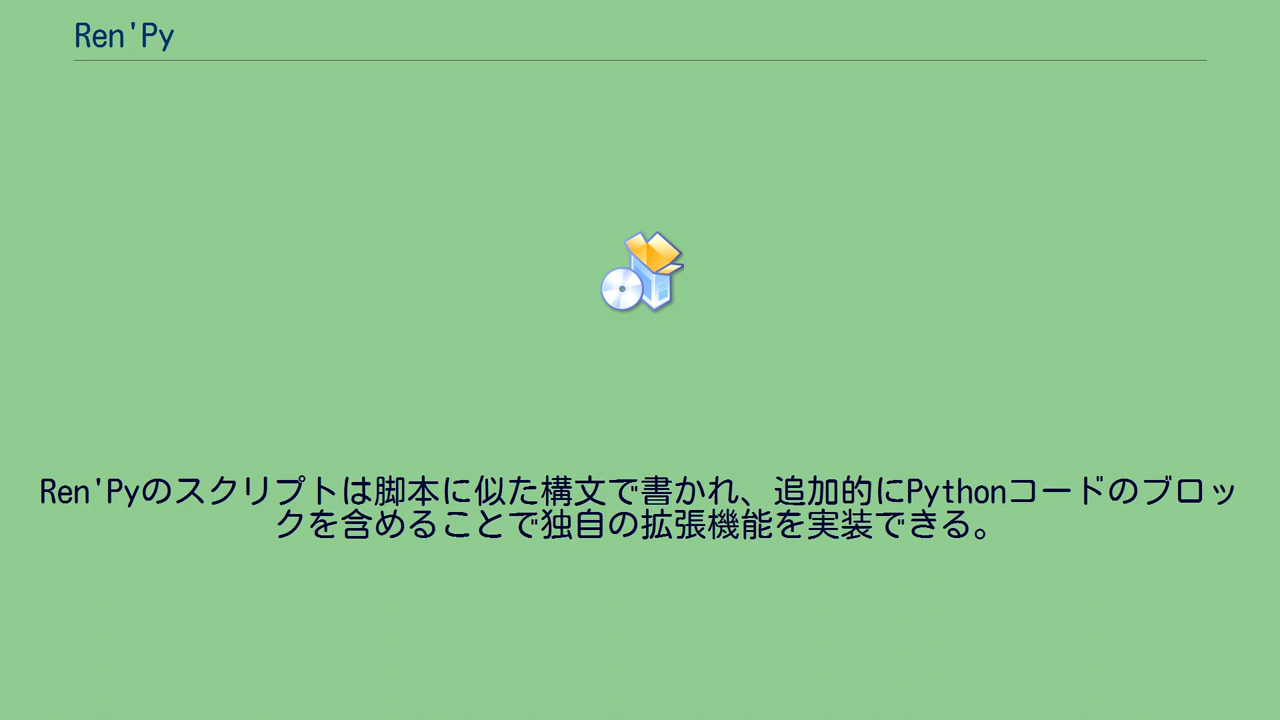 Ren'Py
Ren'Pyのスクリプトは脚本に似た構文で書かれ、追加的にPythonコードのブロッ
クを含めることで独自の拡張機能を実装できる。